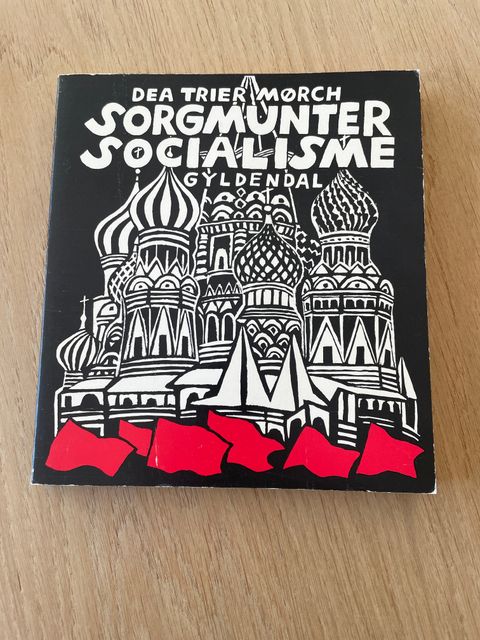 DEA TRIER MØRCH
SORGMUNTER
SOCIALISME
GYLDENDAL